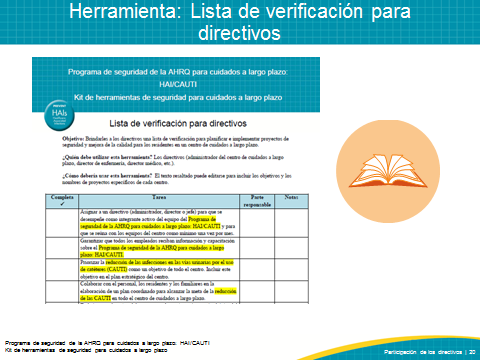 Herramienta: Lista de verificación para
directivos
Programa de seguridad de la AHRQ para cuidados a largo plazo:
HAI/CAUTI
Kit de herramientas de seguridad para cuidados a largo plazo
HAIs
Lista de verificación para directivos
Objetivo: Brindarles a los directivos una lista de verificación para planificar e implementar proyectos de
seguridad y mejora de la calidad para los residentes en un centro de cuidados a largo plazo.
¿Quién debe utilizar esta herramienta? Los directivos (administrador del centro de cuidados a largo
plazo, director de enfermería, director médico, etc.).
¿Cómo debería usar esta herramienta? El texto resaltado puede editarse para incluir los objetivos y los
nombres de proyectos específicos de cada centro.
Completo ✓ Tareas Parte responsable Notas
Asignar a un directivo (administrador, director o jefe) para que se
desempeñe como integrante activo del equipo del Programa de
seguridad de la AHRQ para cuidados a largo plazo: HAI/CAUTI y para
que se reúna con los equipos del centro como mínimo una vez por mes.
Garantizar que todos los empleados reciban información y capacitación
sobre el Programa de seguridad de la AHRQ para cuidados a largo
plazo: HAI/CAUTI.
Priorizar la reducción de las infecciones en las vías urinarias por el uso
de catéteres (CAUTI) como un objetivo de todo el centro. Incluir este
objetivo en el plan estratégico del centro.
Colaborar con el personal, los residentes y los familiares en la
elaboración de un plan coordinado para alcanzar la meta de la reducción
de las CAUTI en todo el centro de cuidados a largo plazo.
Programa de seguridad de la AHRQ para cuidados a largo plazo: HAI/CAUTI
Kit de herramientas de seguridad para cuidados a largo plazo
Participación de los directivos | 20